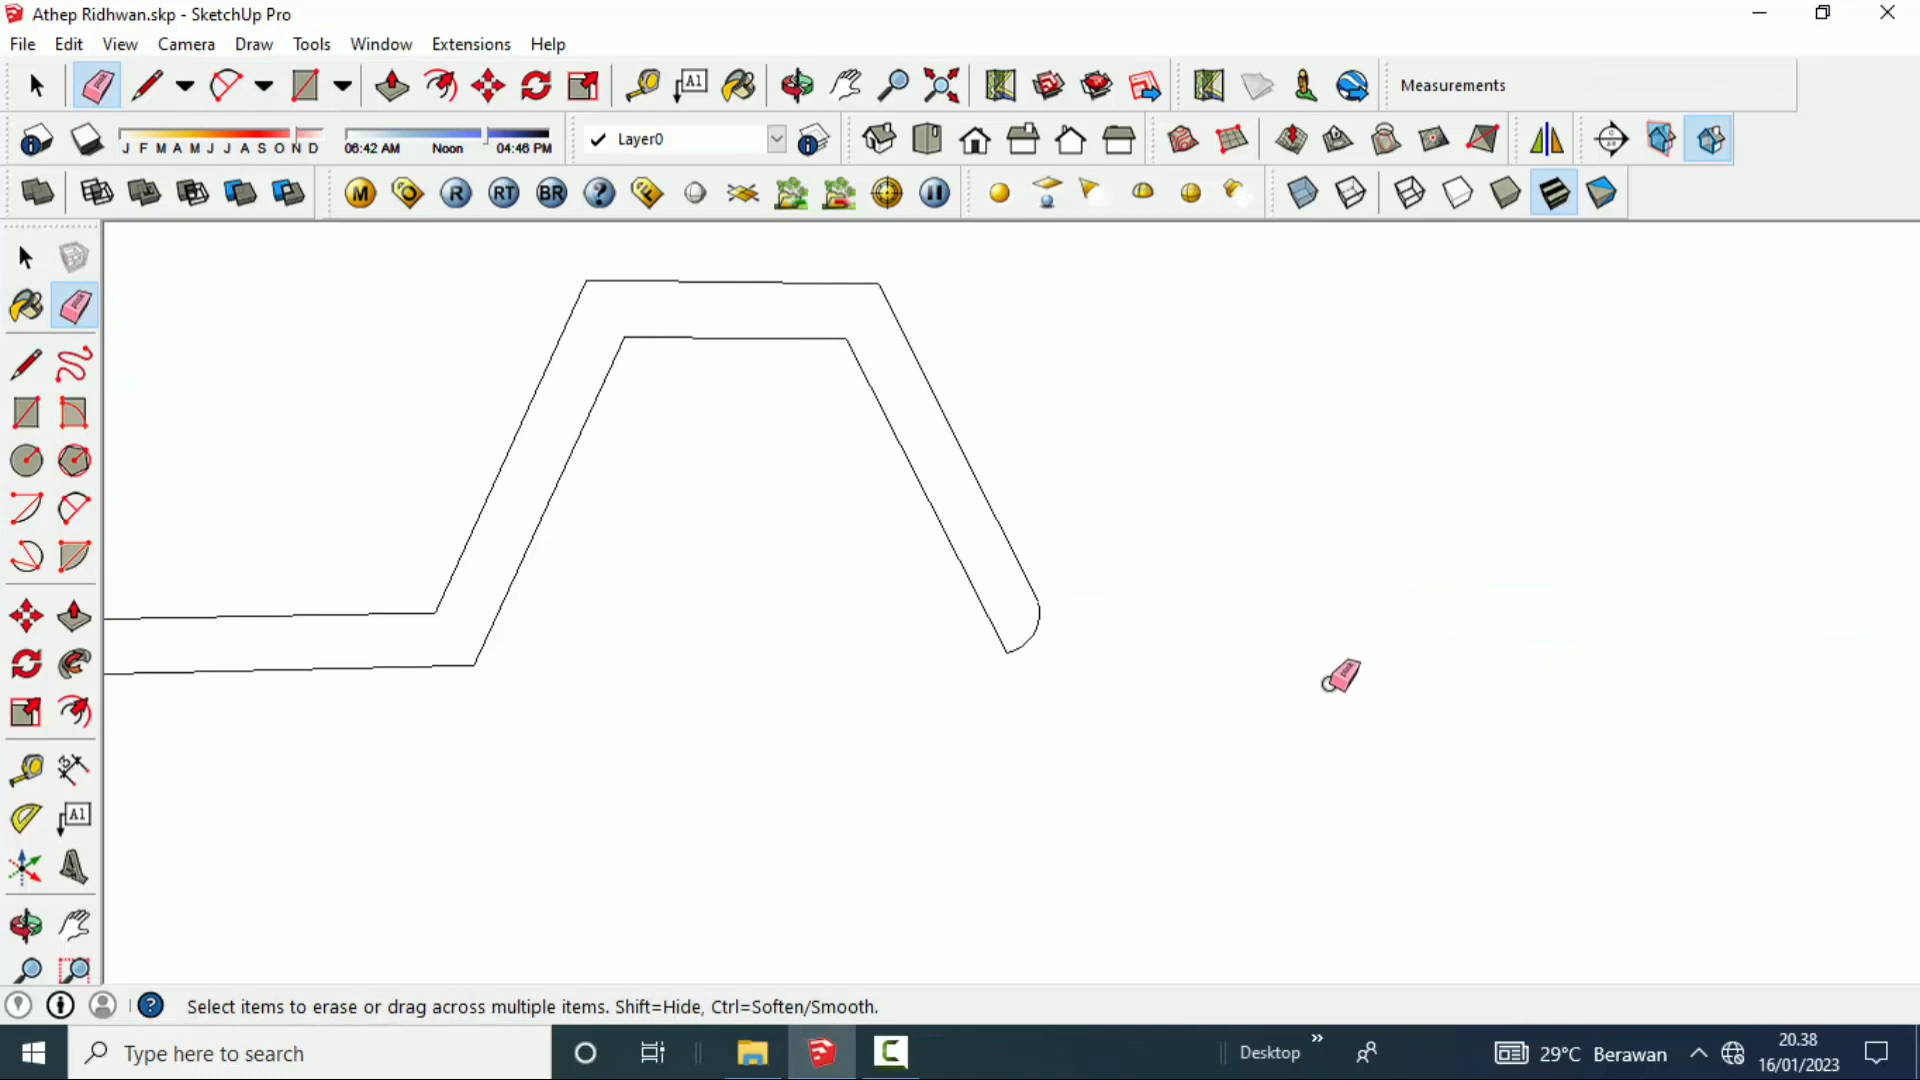 Athep Ridhwan.skp - SketchUp Pro
File Edit View Camera Draw Tools Window Extensions Help
A1 Measurements
J F M A M J J A S O N D 06:42 AM Noon 04:46 PM Layer0
M O R RT BR ? F
A1
Select items to erase or drag across multiple items. Shift=Hide, Ctrl=Soften/Smooth.
Type here to search Desktop 29°C Berawan 20.38
16/01/2023